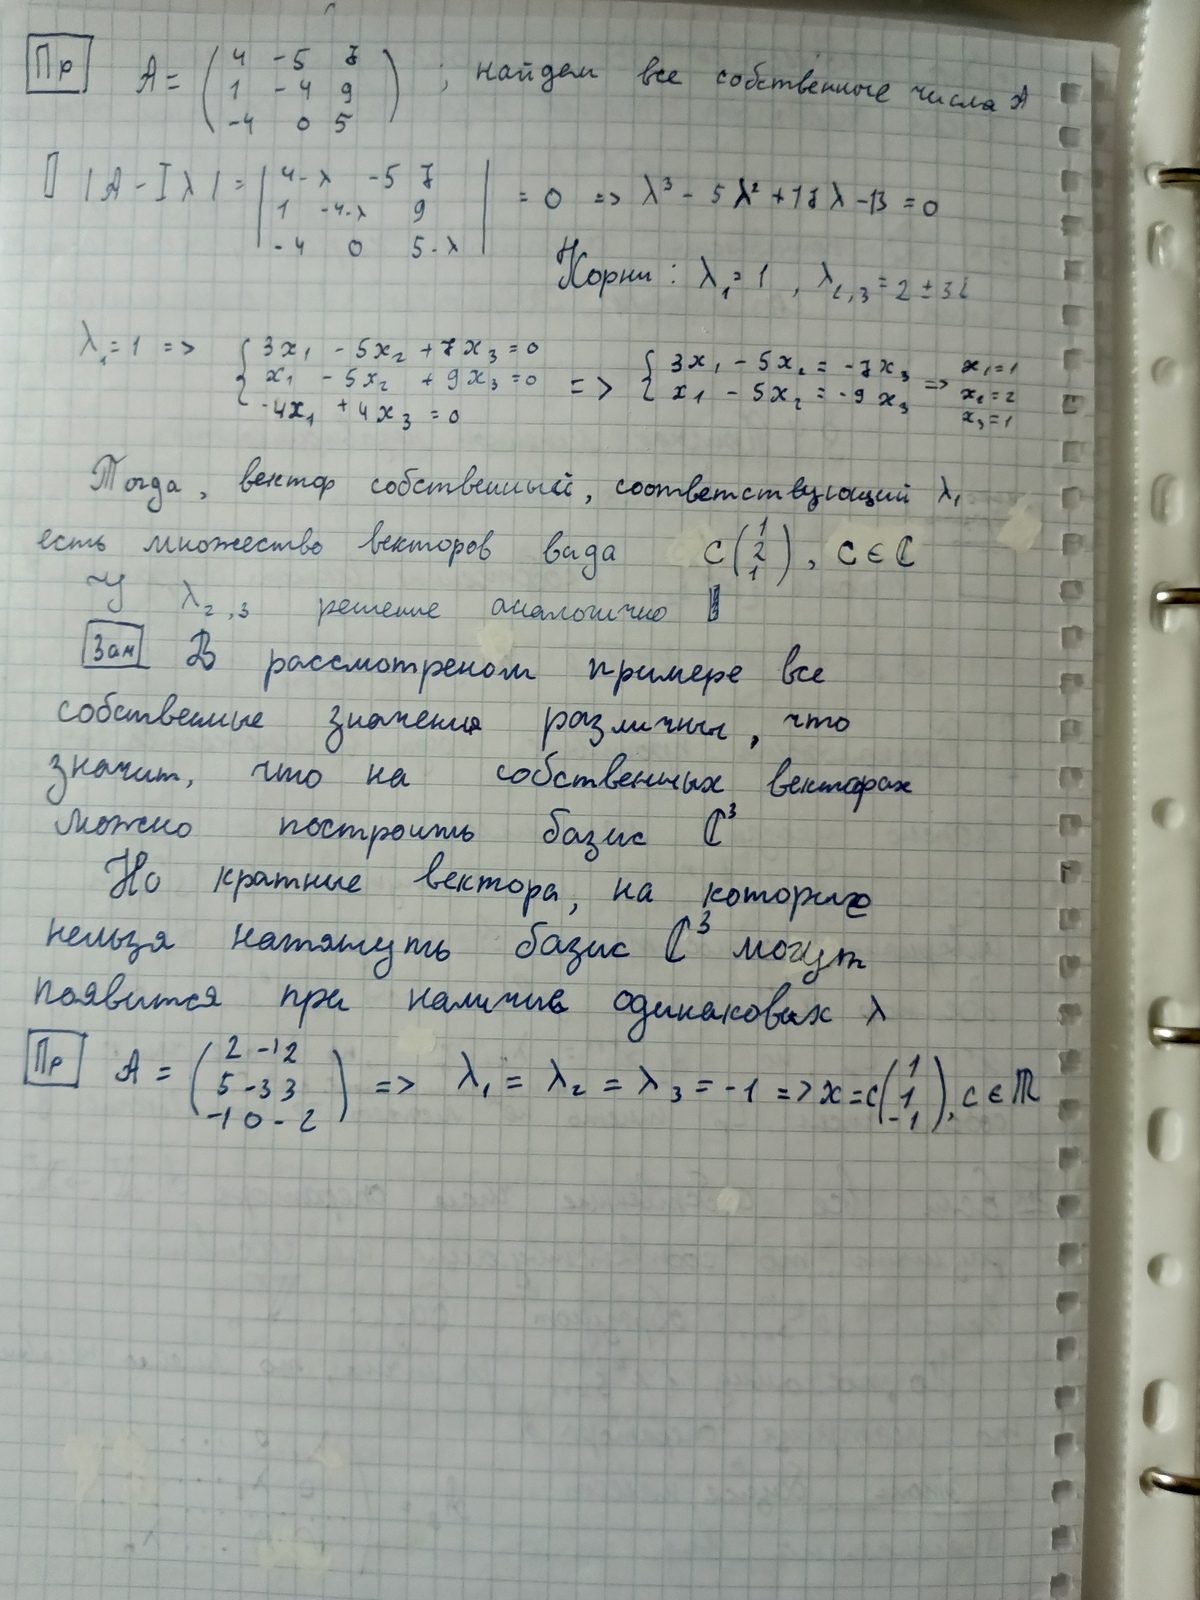 Пр A = ( 4 -5 7 ; 1 -4 9 ; -4 0 5 ) ; найдем все собственные числа A
▯ |A - Iλ| = | 4-λ -5 7 ; 1 -4-λ 9 ; -4 0 5-λ | = 0 => λ³ - 5λ² + 17λ - 13 = 0
Корни: λ₁ = 1 , λ₂,₃ = 2 ± 3i
λ₁ = 1 => { 3x₁ - 5x₂ + 7x₃ = 0 ; x₁ - 5x₂ + 9x₃ = 0 ; -4x₁ + 4x₃ = 0 => { 3x₁ - 5x₂ = -7x₃ ; x₁ - 5x₂ = -9x₃ => x₁ = 1 ; x₂ = 2 ; x₃ = 1
Тогда, вектор собственный, соответствующий λ₁
есть множество векторов вида C ( 1 ; 2 ; 1 ) , C ∈ ℂ
У λ₂,₃ решение аналогично ▮
Зам В рассмотреном примере все
собственные значения различны, что
значит, что на собственных векторах
можно построить базис ℂ³
Но кратные вектора, на которые
нельзя натянуть базис ℂ³ могут
появится при наличие одинаковых λ
Пр A = ( 2 -1 2 ; 5 -3 3 ; -1 0 -2 ) => λ₁ = λ₂ = λ₃ = -1 => x = c ( 1 ; 1 ; -1 ), c ∈ ℝ